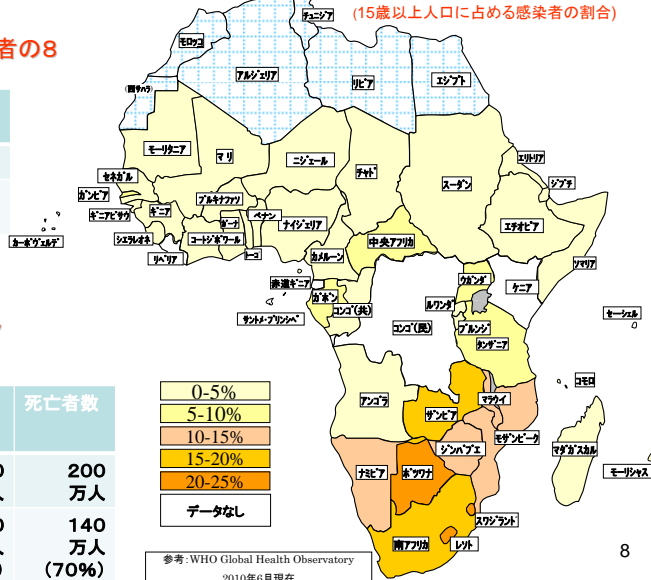 (15歳以上人口に占める感染者の割合)
者の8
チュニジア
モロッコ
アルジェリア
リビア
エジプト
(西サハラ)
モーリタニア
マリ
ニジェール
チャド
スーダン
エリトリア
セネガル
ジブチ
ガンビア
ブルキナファソ
ギニアビサウ
ギニア
ガーナ
ベナン
ナイジェリア
エチオピア
カーボヴェルデ
シェラレオネ
コートジボワール
中央アフリカ
リベリア
トーゴ
カメルーン
ソマリア
赤道ギニア
ウガンダ
ケニア
ガボン
コンゴ(共)
ルワンダ
サントメ・プリンシペ
コンゴ(民)
ブルンジ
セーシェル
タンザニア
コモロ
アンゴラ
マラウイ
ザンビア
モザンビーク
ジンバブエ
マダガスカル
ナミビア
ボツワナ
モーリシャス
スワジランド
南アフリカ
レソト
0-5%
5-10%
10-15%
15-20%
20-25%
データなし
死亡者数
200
万人
140
万人
(70%)
参考:WHO Global Health Observatory
2010年6月現在
8